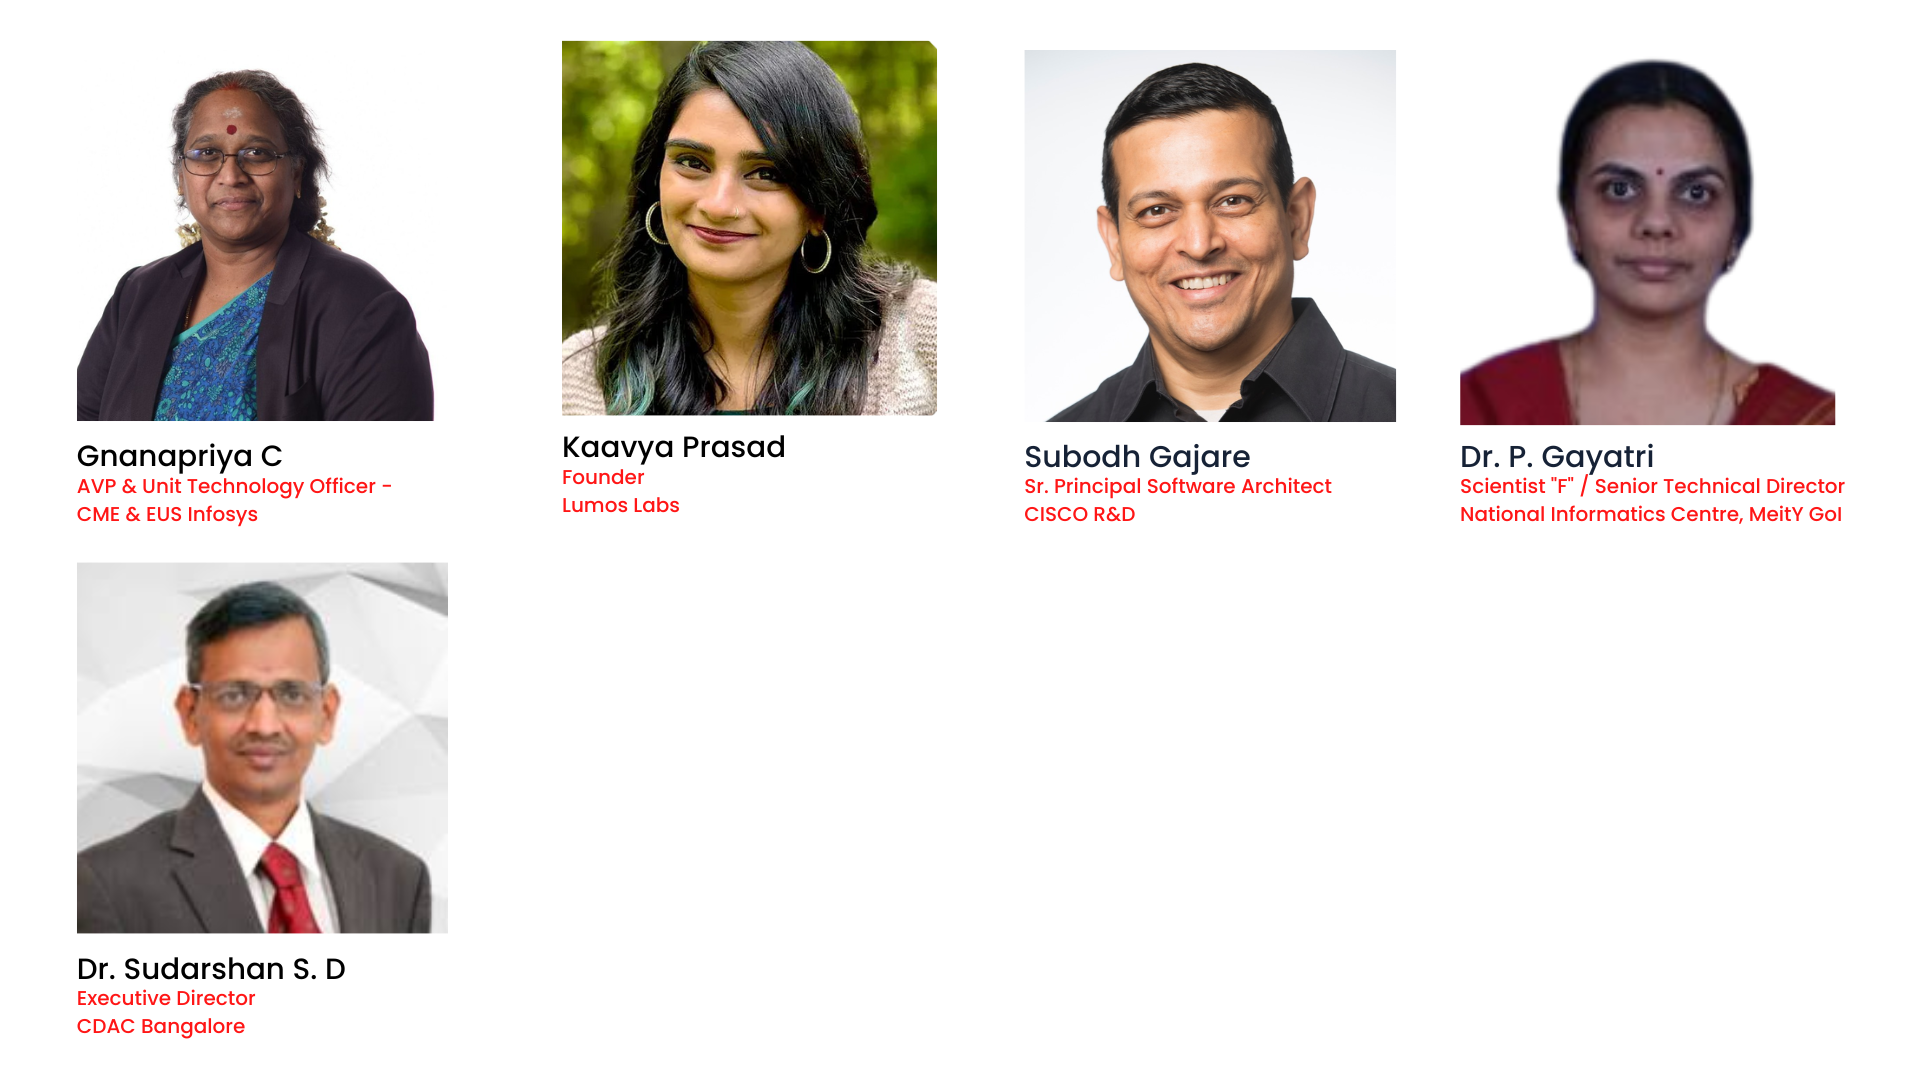 Gnanapriya C
AVP & Unit Technology Officer -
CME & EUS Infosys
Kaavya Prasad
Founder
Lumos Labs
Subodh Gajare
Sr. Principal Software Architect
CISCO R&D
Dr. P. Gayatri
Scientist "F" / Senior Technical Director
National Informatics Centre, MeitY GoI
Dr. Sudarshan S. D
Executive Director
CDAC Bangalore